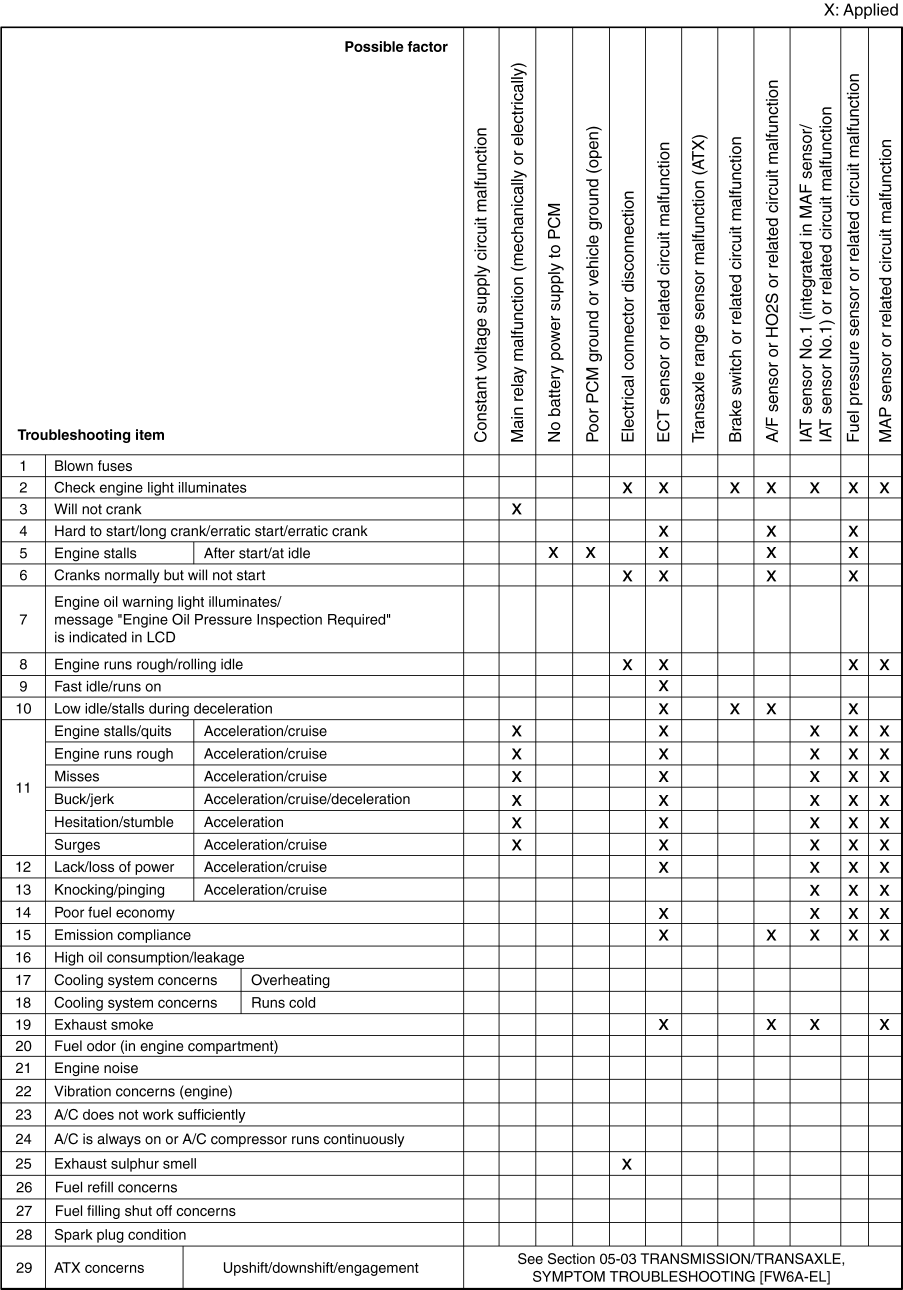 X: Applied
Possible factor
Troubleshooting item
Constant voltage supply circuit malfunction
Main relay malfunction (mechanically or electrically)
No battery power supply to PCM
Poor PCM ground or vehicle ground (open)
Electrical connector disconnection
ECT sensor or related circuit malfunction
Transaxle range sensor malfunction (ATX)
Brake switch or related circuit malfunction
A/F sensor or HO2S or related circuit malfunction
IAT sensor No.1 (integrated in MAF sensor/
IAT sensor No.1) or related circuit malfunction
Fuel pressure sensor or related circuit malfunction
MAP sensor or related circuit malfunction
1 Blown fuses
2 Check engine light illuminates X X X X X X X
3 Will not crank X
4 Hard to start/long crank/erratic start/erratic crank X X X
5 Engine stalls After start/at idle X X X X X
6 Cranks normally but will not start X X X X
7 Engine oil warning light illuminates/
message "Engine Oil Pressure Inspection Required"
is indicated in LCD
8 Engine runs rough/rolling idle X X X X
9 Fast idle/runs on X
10 Low idle/stalls during deceleration X X X X
11 Engine stalls/quits Acceleration/cruise X X X X X
Engine runs rough Acceleration/cruise X X X X X
Misses Acceleration/cruise X X X X X
Buck/jerk Acceleration/cruise/deceleration X X X X X
Hesitation/stumble Acceleration X X X X X
Surges Acceleration/cruise X X X X X
12 Lack/loss of power Acceleration/cruise X X X X
13 Knocking/pinging Acceleration/cruise X X X
14 Poor fuel economy X X X X
15 Emission compliance X X X X X
16 High oil consumption/leakage
17 Cooling system concerns Overheating
18 Cooling system concerns Runs cold
19 Exhaust smoke X X X X
20 Fuel odor (in engine compartment)
21 Engine noise
22 Vibration concerns (engine)
23 A/C does not work sufficiently
24 A/C is always on or A/C compressor runs continuously
25 Exhaust sulphur smell X
26 Fuel refill concerns
27 Fuel filling shut off concerns
28 Spark plug condition
29 ATX concerns Upshift/downshift/engagement See Section 05-03 TRANSMISSION/TRANSAXLE,
SYMPTOM TROUBLESHOOTING [FW6A-EL]